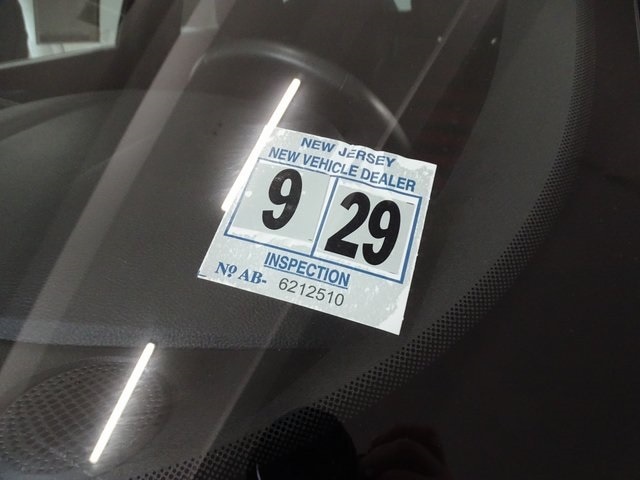 NEW JERSEY
NEW VEHICLE DEALER
9 29
INSPECTION
Nº AB- 6212510